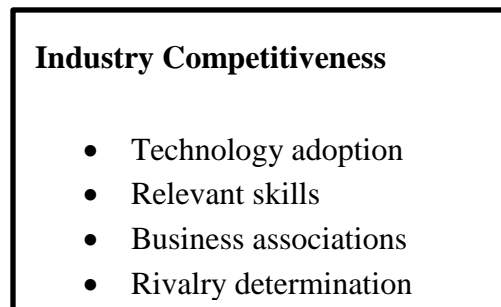 Industry Competitiveness
• Technology adoption
• Relevant skills
• Business associations
• Rivalry determination